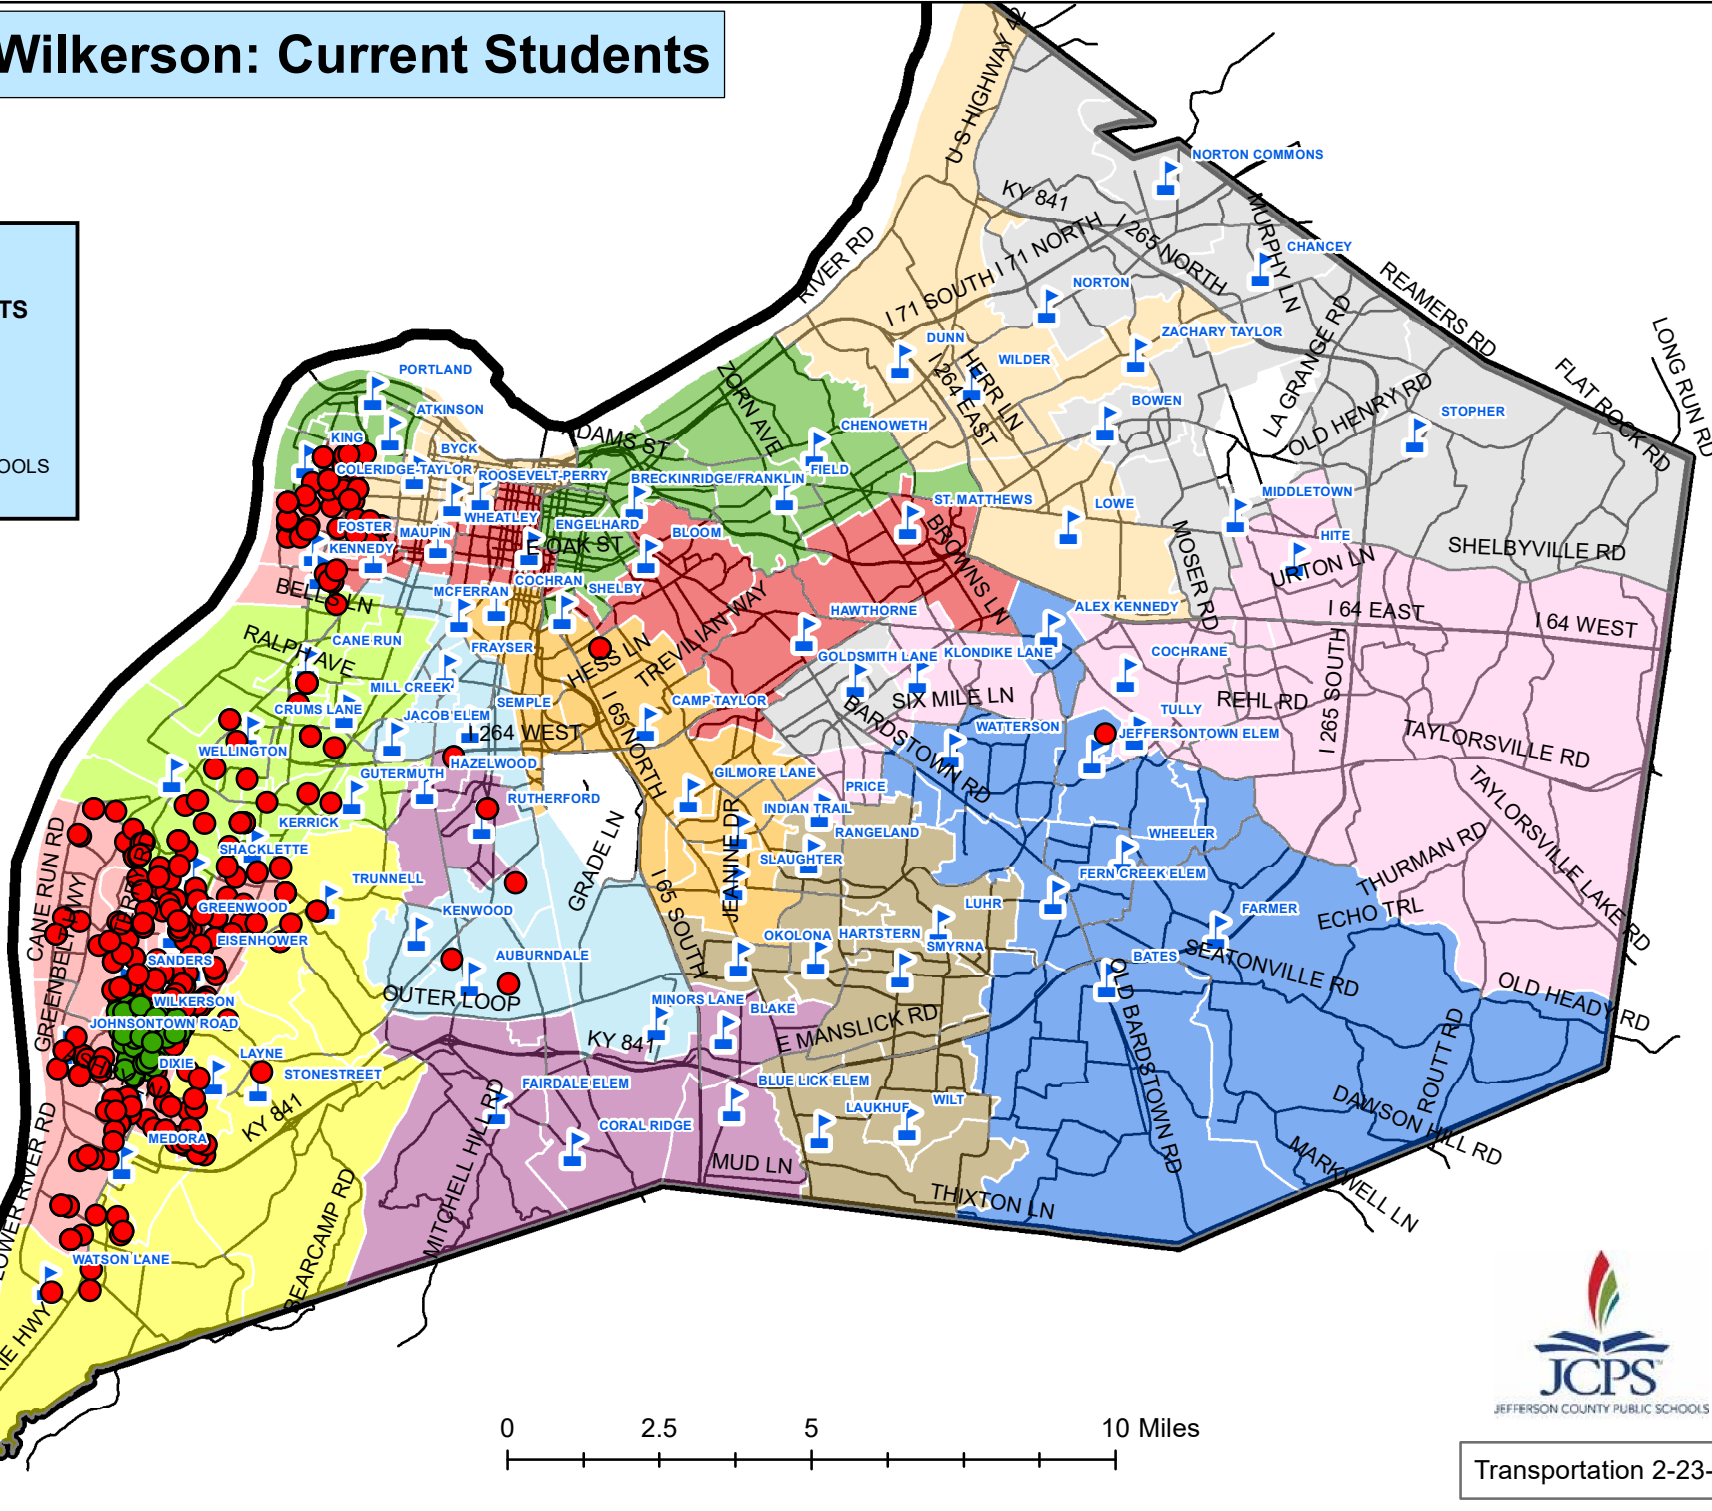 Wilkerson: Current Students
TS
OOLS
U S HIGHWAY 42
NORTON COMMONS
KY 841
I 265 NORTH
MURPHY LN
CHANCEY
I 71 NORTH
RIVER RD
I 71 SOUTH
NORTON
REAMERS RD
LONG RUN RD
ZACHARY TAYLOR
DUNN
WILDER
HERR LN
I 264 EAST
LA GRANGE RD
FLAT ROCK RD
PORTLAND
ZORN AVE
BOWEN
OLD HENRY RD
STOPHER
ATKINSON
KING
BYCK
DAMS ST
CHENOWETH
COLERIDGE-TAYLOR
ROOSEVELT-PERRY
BRECKINRIDGE/FRANKLIN
FIELD
ST. MATTHEWS
LOWE
MIDDLETOWN
FOSTER
MAUPIN
WHEATLEY
ENGELHARD
BLOOM
BROWNS LN
MOSER RD
HITE
SHELBYVILLE RD
KENNEDY
E OAK ST
URTON LN
BELLS LN
MCFERRAN
COCHRAN
SHELBY
HAWTHORNE
ALEX KENNEDY
I 64 EAST
I 64 WEST
RALPH AVE
CANE RUN
FRAYSER
HESS LN
TREVILIAN WAY
GOLDSMITH LANE
KLONDIKE LANE
COCHRANE
MILL CREEK
SEMPLE
CAMP TAYLOR
SIX MILE LN
REHL RD
I 265 SOUTH
CRUMS LANE
JACOB ELEM
I 264 WEST
I 65 NORTH
BARDSTOWN RD
WATTERSON
TULLY
JEFFERSONTOWN ELEM
TAYLORSVILLE RD
WELLINGTON
GUTERMUTH
HAZELWOOD
RUTHERFORD
GILMORE LANE
PRICE
TAYLORSVILLE LAKE RD
CANE RUN RD
KERRICK
GRADE LN
JEANINE DR
INDIAN TRAIL
RANGELAND
WHEELER
THURMAN RD
SHACKLETTE
SLAUGHTER
FERN CREEK ELEM
TRUNNELL
I 65 SOUTH
GREENBELT HWY
GREENWOOD
KENWOOD
LUHR
FARMER
ECHO TRL
EISENHOWER
OKOLONA
HARTSTERN
SMYRNA
SANDERS
AUBURNDALE
BATES
SEATONVILLE RD
OLD HEADY RD
WILKERSON
OUTER LOOP
MINORS LANE
BLAKE
JOHNSONTOWN ROAD
KY 841
E MANSLICK RD
OLD BARDSTOWN RD
ROUTT RD
DIXIE
LAYNE
STONESTREET
FAIRDALE ELEM
BLUE LICK ELEM
WILT
DAWSON HILL RD
KY 841
CORAL RIDGE
MEDORA
MUD LN
MARKWELL LN
LOWER RIVER RD
MITCHELL HILL RD
BEARCAMP RD
THIXTON LN
WATSON LANE
IE HWY
JCPS
JEFFERSON COUNTY PUBLIC SCHOOLS
0 2.5 5 10 Miles
Transportation 2-23-